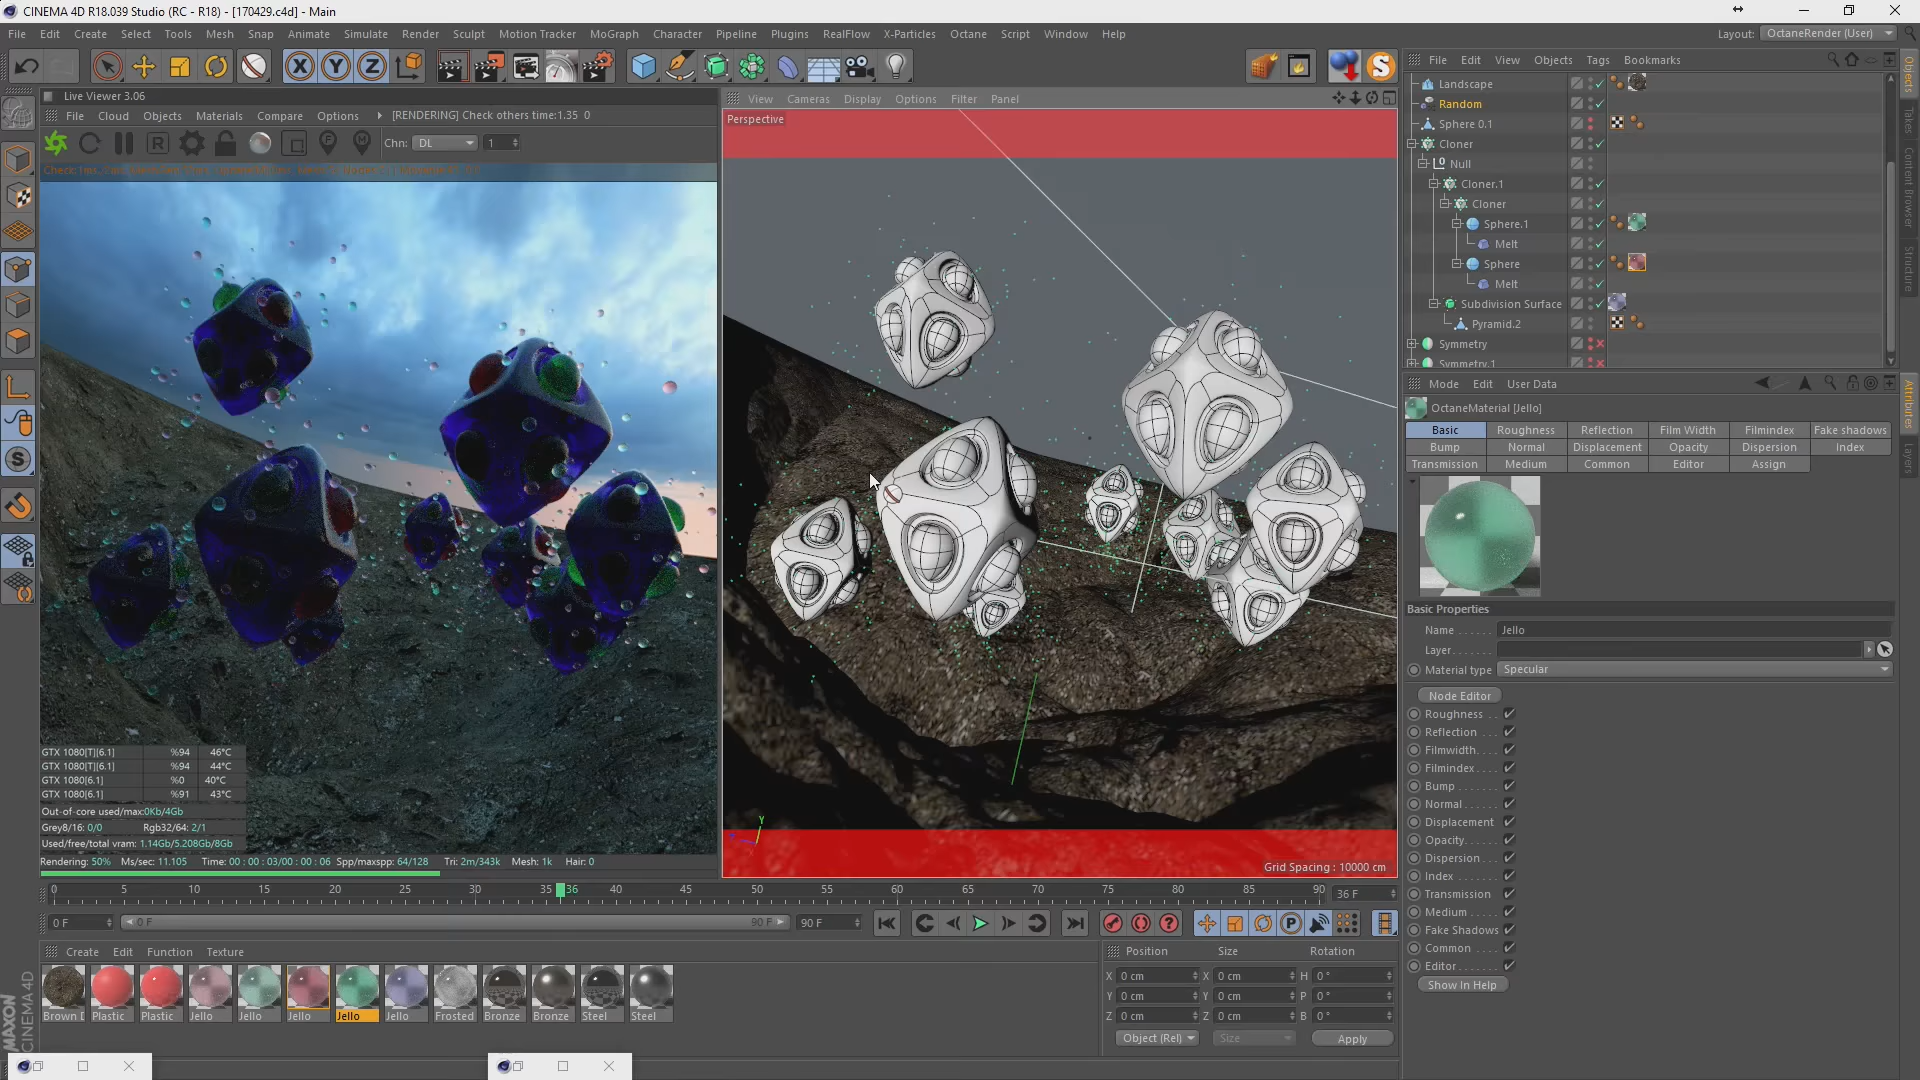 CINEMA 4D R18.039 Studio (RC - R18) - [170429.c4d] - Main
File Edit Create Select Tools Mesh Snap Animate Simulate Render Sculpt Motion Tracker MoGraph Character Pipeline Plugins RealFlow X-Particles Octane Script Window Help
Layout: OctaneRender (User)
Live Viewer 3.06
File Cloud Objects Materials Compare Options [RENDERING] Check others time:1.35 0
Chn: DL 1
View Cameras Display Options Filter Panel
Perspective
Grid Spacing : 10000 cm
GTX 1080[T][6.1] %94 46°C
GTX 1080[T][6.1] %94 44°C
GTX 1080[6.1] %0 40°C
GTX 1080[6.1] %91 43°C
Out-of-core used/max:0Kb/4Gb
Grey8/16: 0/0 Rgb32/64: 2/1
Used/free/total vram: 1.14Gb/5.208Gb/8Gb
Rendering: 50% Ms/sec: 11.105 Time: 00 : 00 : 03/00 : 00 : 06 Spp/maxspp: 64/128 Tri: 2m/343k Mesh: 1k Hair: 0
0 5 10 15 20 25 30 35 36 40 45 50 55 60 65 70 75 80 85 90 36 F
0 F 0 F 90 F 90 F
Create Edit Function Texture
Brown D Plastic Plastic Jello Jello Jello Jello Jello Frosted Bronze Bronze Steel Steel
Position Size Rotation
X 0 cm X 0 cm H 0 °
Y 0 cm Y 0 cm P 0 °
Z 0 cm Z 0 cm B 0 °
Object (Rel) Size Apply
MAXON
CINEMA 4D
File Edit View Objects Tags Bookmarks
Landscape
Random
Sphere 0.1
Cloner
Null
Cloner.1
Cloner
Sphere.1
Melt
Sphere
Melt
Subdivision Surface
Pyramid.2
Symmetry
Symmetry.1
Objects
Takes
Content Browser
Structure
Attributes
Layers
Mode Edit User Data
OctaneMaterial [Jello]
Basic Roughness Reflection Film Width Filmindex Fake shadows
Bump Normal Displacement Opacity Dispersion Index
Transmission Medium Common Editor Assign
Basic Properties
Name Jello
Layer
Material type Specular
Node Editor
Roughness
Reflection
Filmwidth
Filmindex
Bump
Normal
Displacement
Opacity
Dispersion
Index
Transmission
Medium
Fake Shadows
Common
Editor
Show In Help